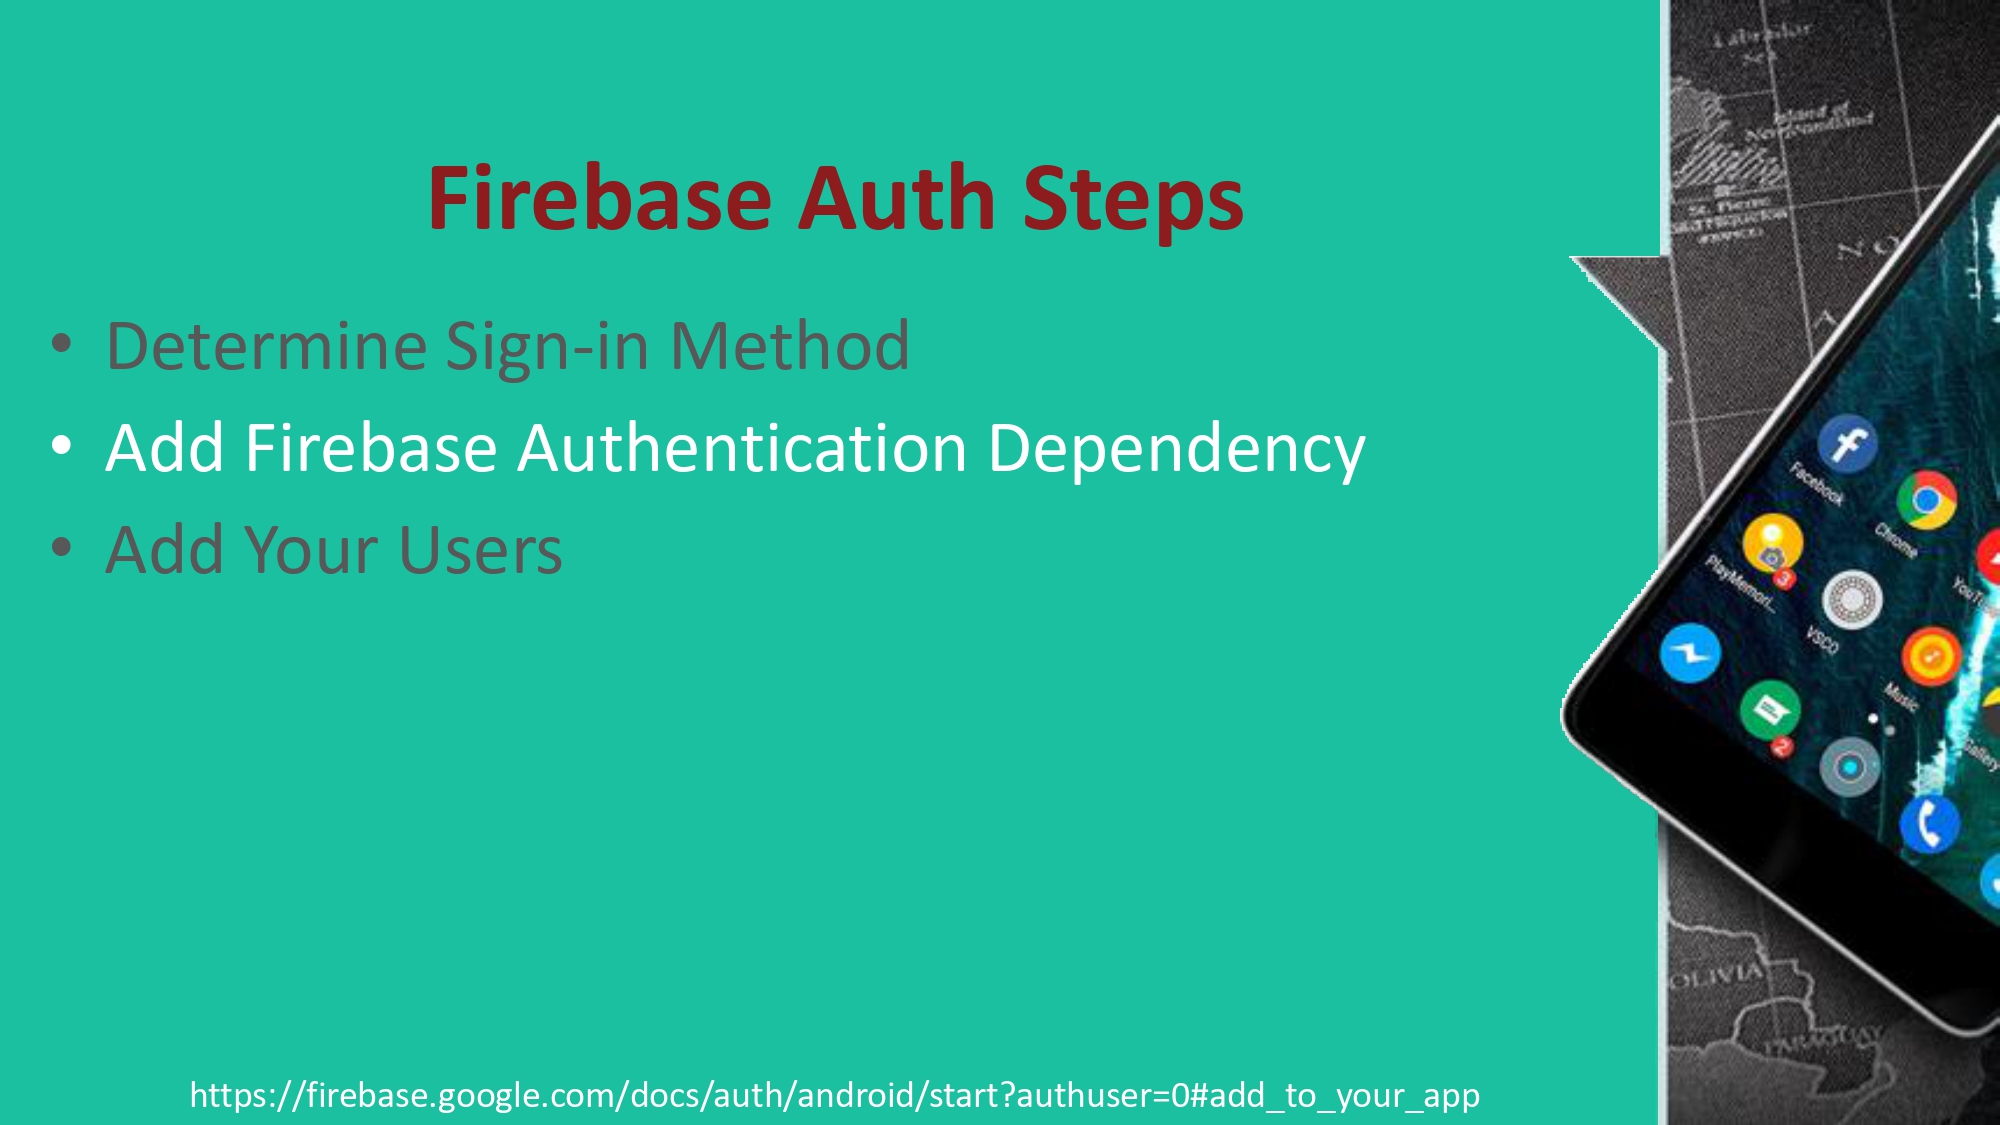 Firebase Auth Steps
• Determine Sign-in Method
• Add Firebase Authentication Dependency
• Add Your Users
https://firebase.google.com/docs/auth/android/start?authuser=0#add_to_your_app
Labrador
Island of
Newfoundland
St. Pierre
Facebook
Chrome
PlayMemori...
3
VSCO
Music
2
Gallery
OLIVIA
PARAGUAY